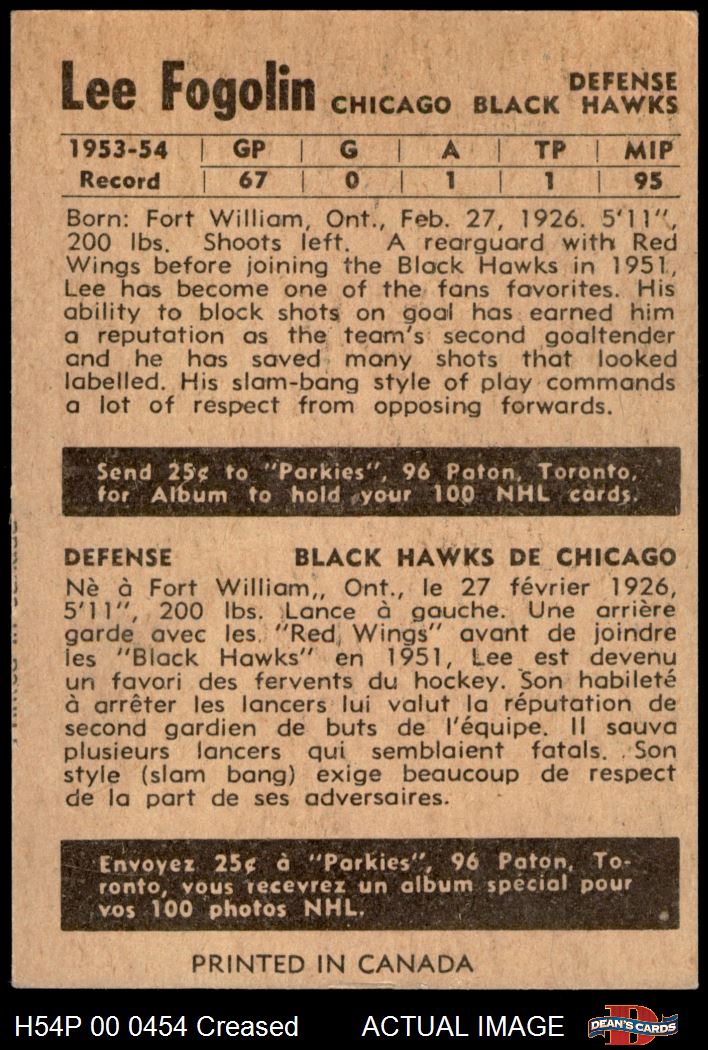 Lee Fogolin DEFENSE
CHICAGO BLACK HAWKS
1953-54 | GP | G | A | TP | MIP
Record | 67 | 0 | 1 | 1 | 95
Born: Fort William, Ont., Feb. 27, 1926. 5'11",
200 lbs. Shoots left. A rearguard with Red
Wings before joining the Black Hawks in 1951,
Lee has become one of the fans favorites. His
ability to block shots on goal has earned him
a reputation as the team's second goaltender
and he has saved many shots that looked
labelled. His slam-bang style of play commands
a lot of respect from opposing forwards.
Send 25¢ to "Parkies", 96 Paton, Toronto,
for Album to hold your 100 NHL cards.
DEFENSE BLACK HAWKS DE CHICAGO
Nè à Fort William,, Ont., le 27 février 1926,
5'11", 200 lbs. Lance à gauche. Une arrière
garde avec les "Red Wings" avant de joindre
les "Black Hawks" en 1951, Lee est devenu
un favori des fervents du hockey. Son habileté
à arrêter les lancers lui valut la réputation de
second gardien de buts de l'équipe. Il sauva
plusieurs lancers qui semblaient fatals. Son
style (slam bang) exige beaucoup de respect
de la part de ses adversaires.
Envoyez 25¢ à "Parkies", 96 Paton, To-
ronto, vous recevrez un album spécial pour
vos 100 photos NHL.
PRINTED IN CANADA
H54P 00 0454 Creased ACTUAL IMAGE DEAN'S CARDS